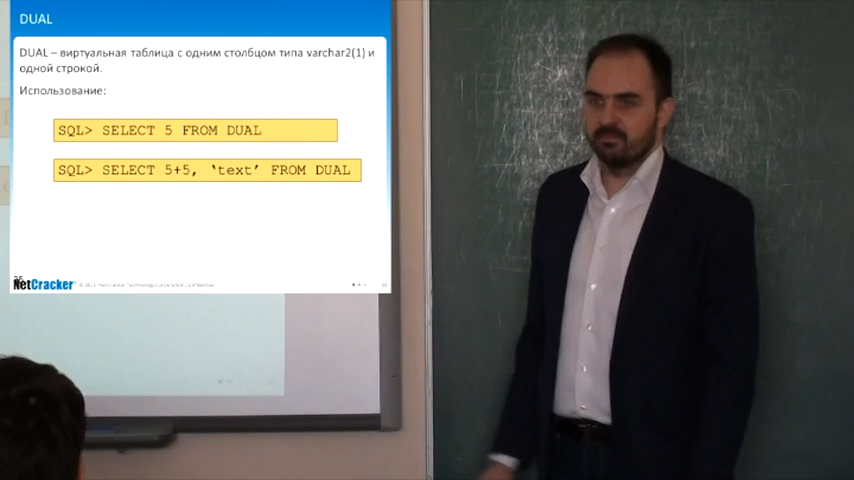 DUAL
DUAL – виртуальная таблица с одним столбцом типа varchar2(1) и
одной строкой.
Использование:
SQL> SELECT 5 FROM DUAL
SQL> SELECT 5+5, ‘text’ FROM DUAL
NetCracker